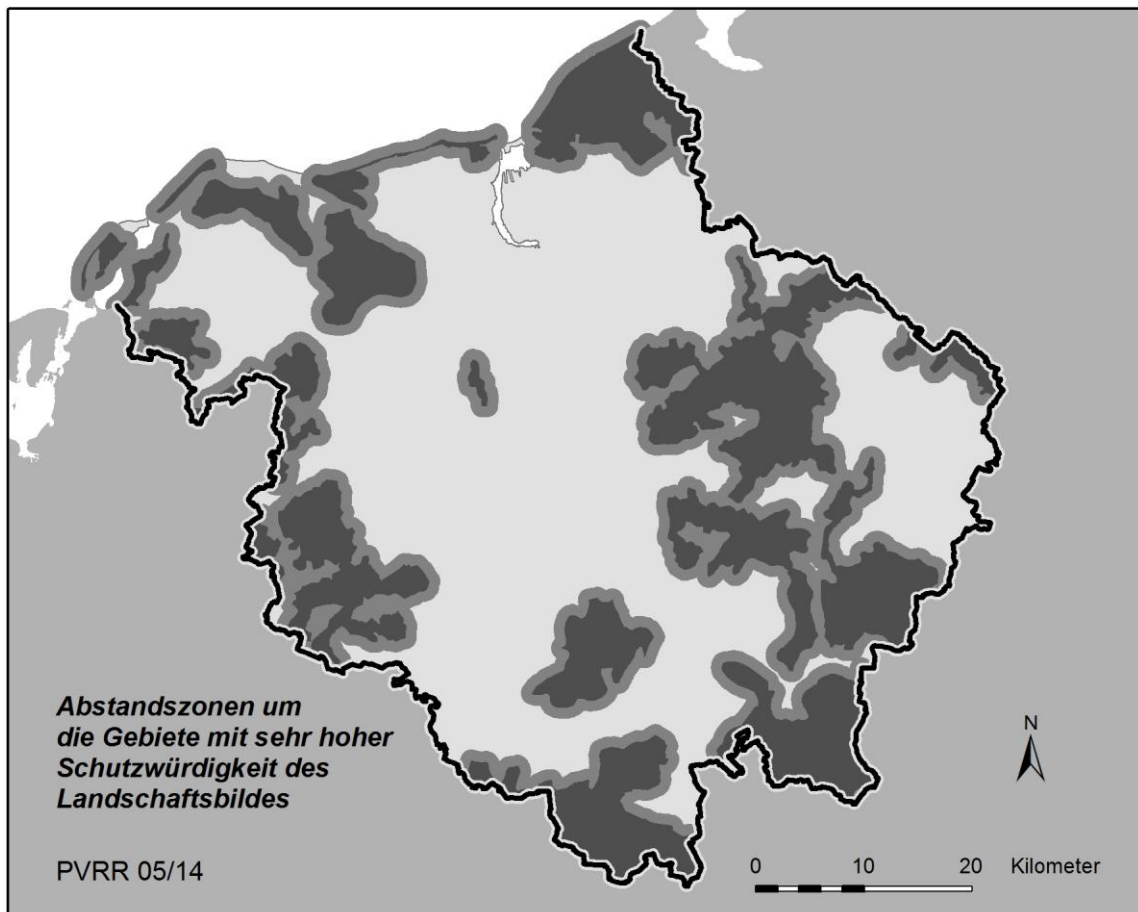 Abstandszonen um
die Gebiete mit sehr hoher
Schutzwürdigkeit des
Landschaftsbildes
PVRR 05/14
N
0 10 20 Kilometer